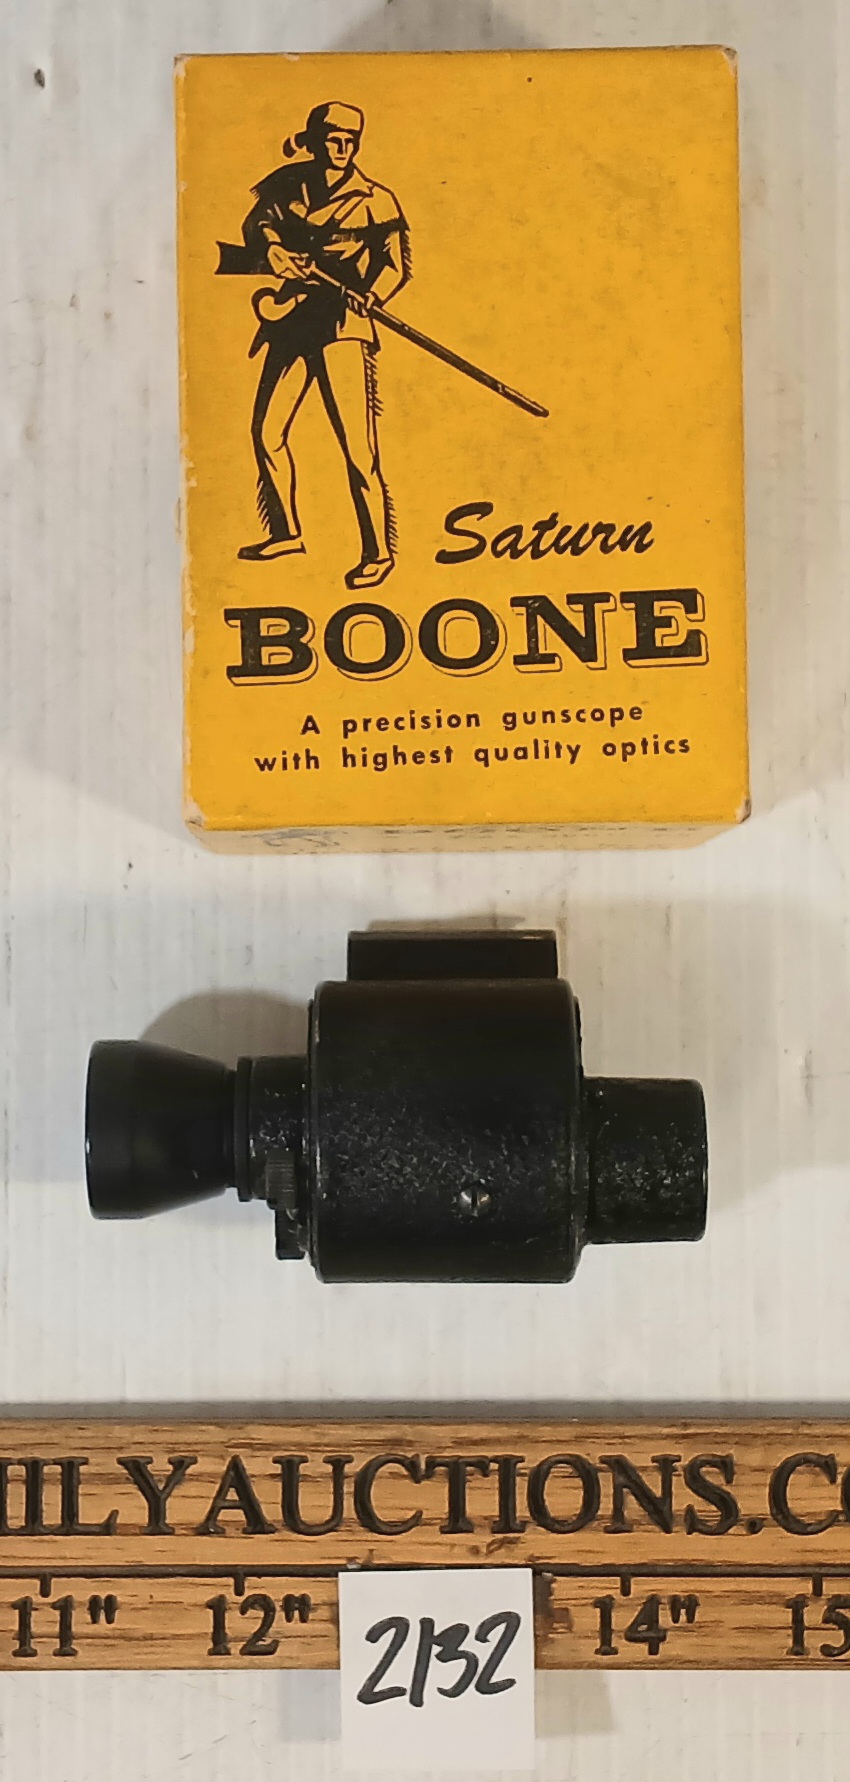 Saturn
BOONE
A precision gunscope
with highest quality optics
ILYAUCTIONS.C
11" 12" 14" 15
2132